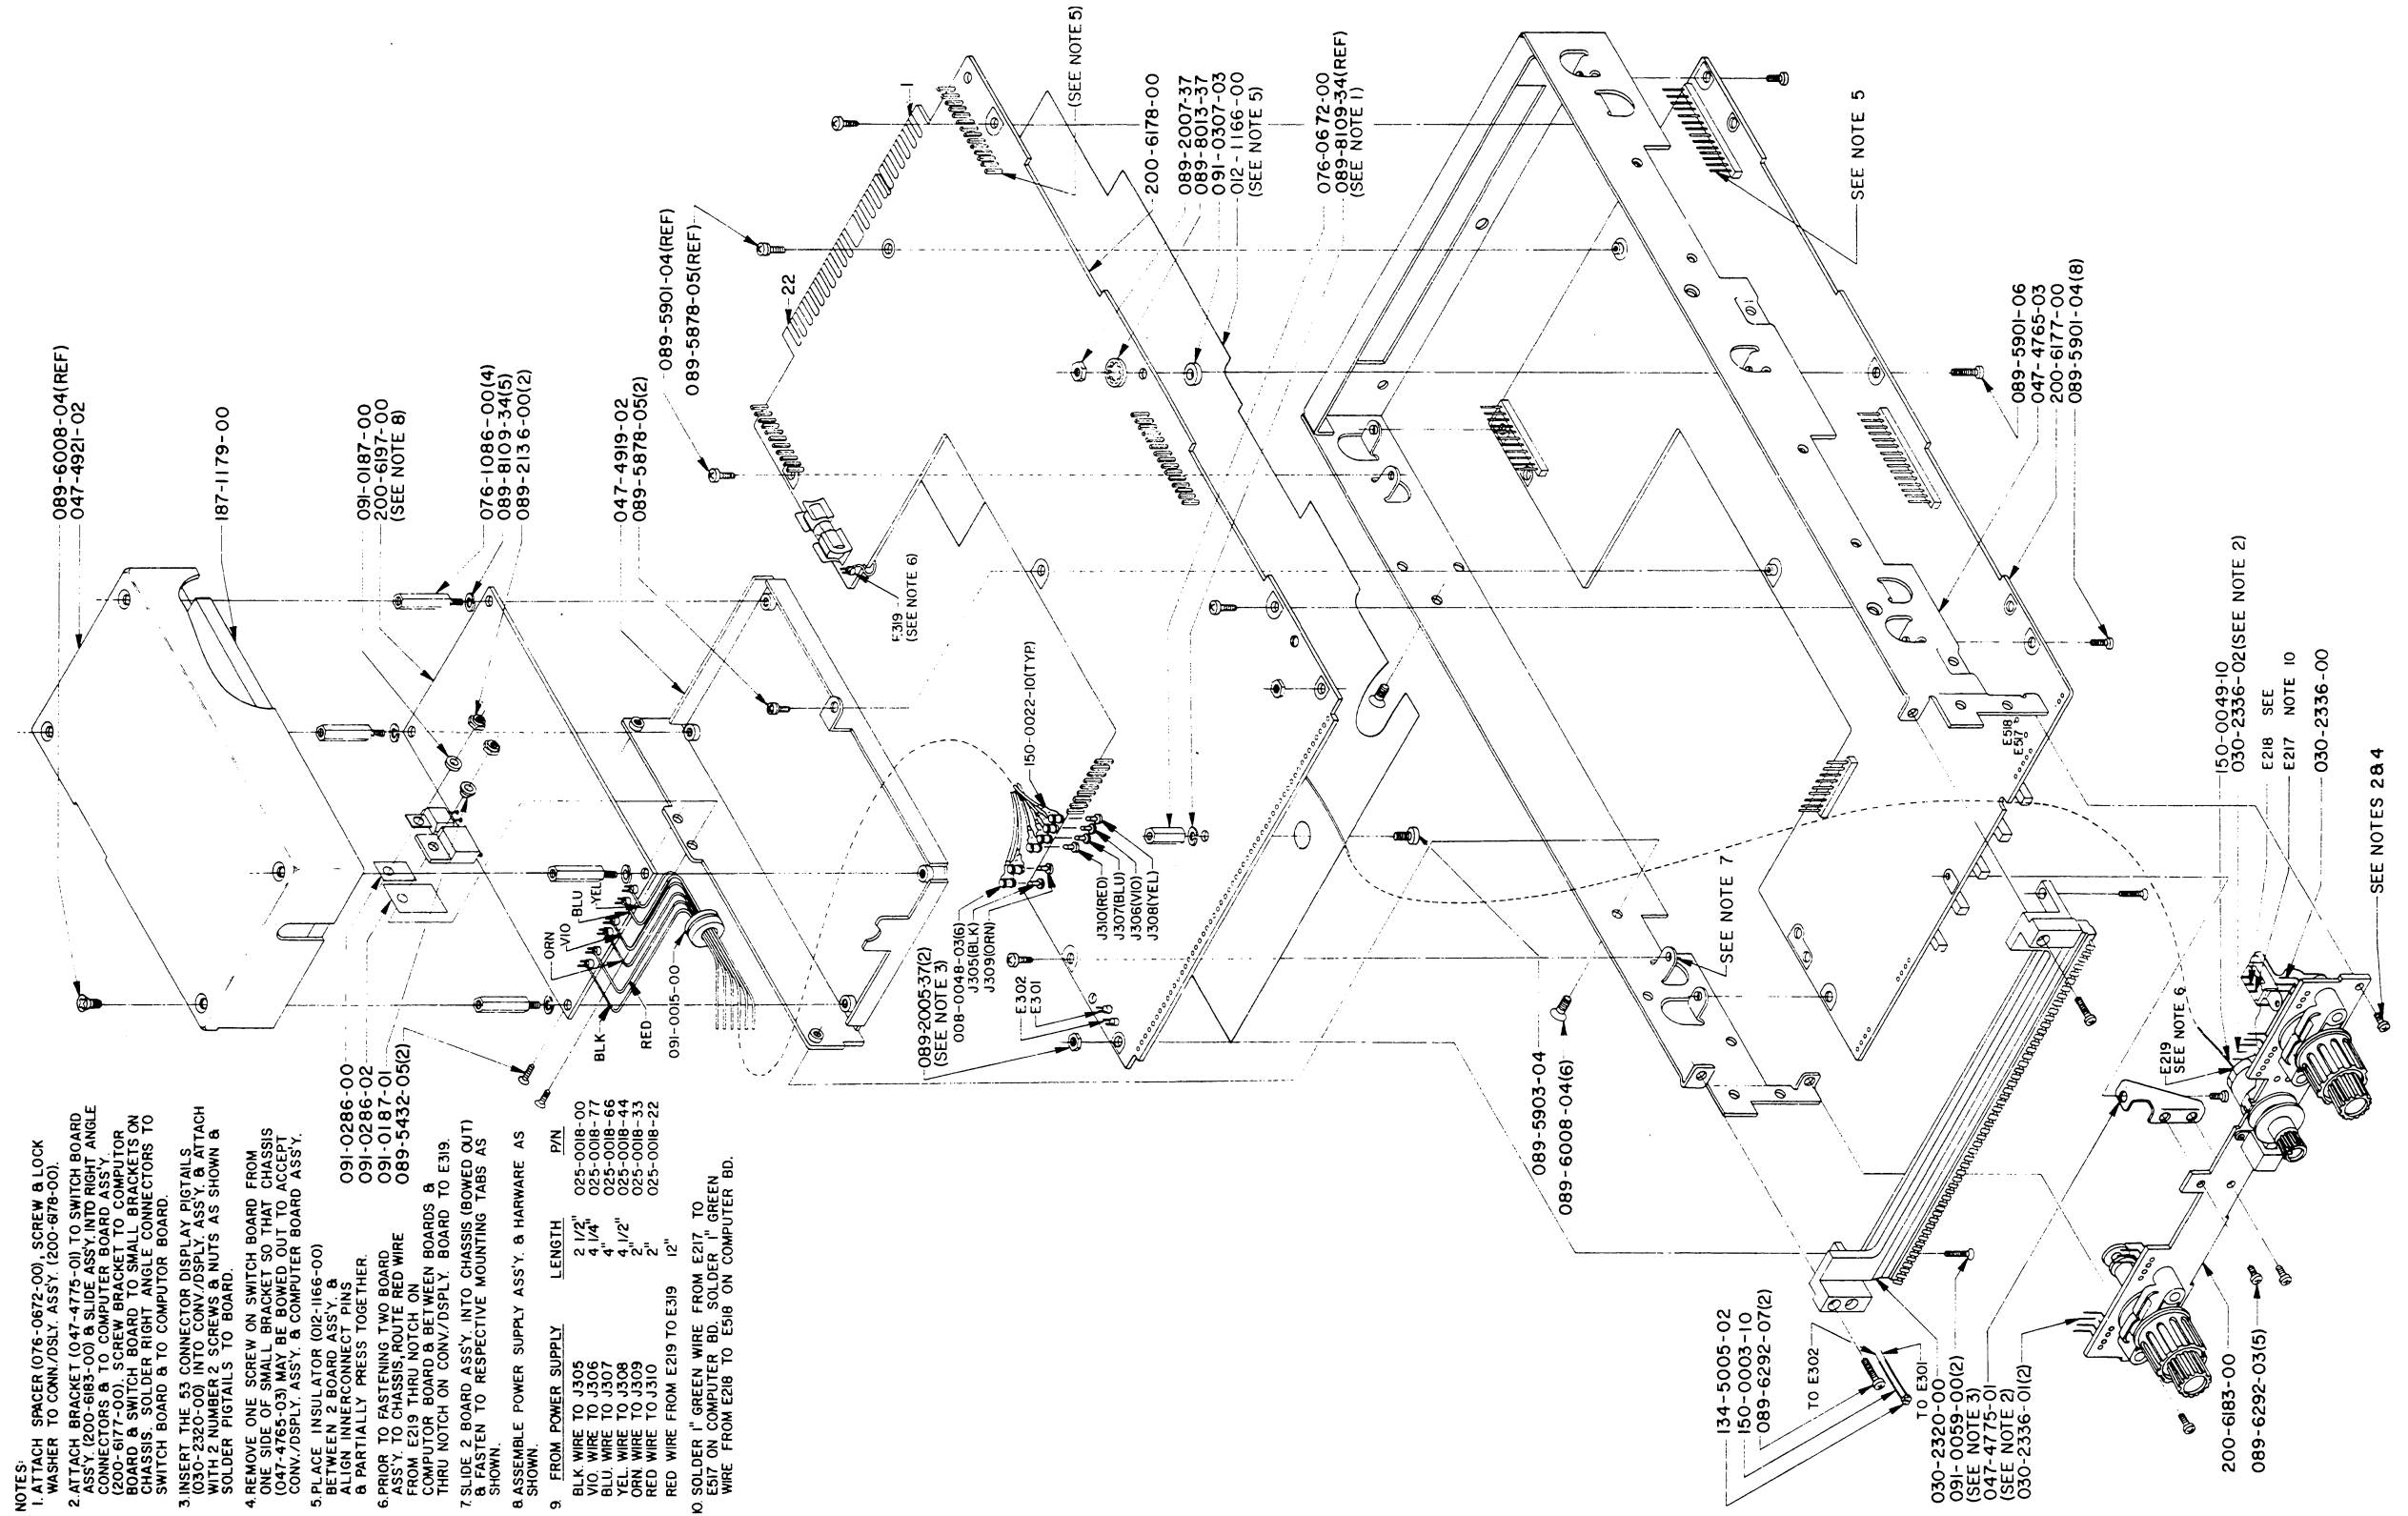 NOTES:
1. ATTACH SPACER (076-0672-00), SCREW & LOCK
WASHER TO CONN./DSLY. ASS'Y. (200-6178-00).
2. ATTACH BRACKET (047-4775-01) TO SWITCH BOARD
ASS'Y. (200-6183-00) & SLIDE ASS'Y. INTO RIGHT ANGLE
CONNECTORS & TO COMPUTER BOARD ASS'Y.
(200-6177-00). SCREW BRACKET TO COMPUTOR
BOARD & SWITCH BOARD TO SMALL BRACKETS ON
CHASSIS. SOLDER RIGHT ANGLE CONNECTORS TO
SWITCH BOARD & TO COMPUTOR BOARD.
3. INSERT THE 53 CONNECTOR DISPLAY PIGTAILS
(030-2320-00) INTO CONV./DSPLY. ASS'Y. & ATTACH
WITH 2 NUMBER 2 SCREWS & NUTS AS SHOWN &
SOLDER PIGTAILS TO BOARD.
4. REMOVE ONE SCREW ON SWITCH BOARD FROM
ONE SIDE OF SMALL BRACKET SO THAT CHASSIS
(047-4765-03) MAY BE BOWED OUT TO ACCEPT
CONV./DSPLY. ASS'Y. & COMPUTER BOARD ASS'Y.
5. PLACE INSULATOR (012-1166-00)
BETWEEN 2 BOARD ASS'Y. &
ALIGN INNERCONNECT PINS
& PARTIALLY PRESS TOGETHER.
6. PRIOR TO FASTENING TWO BOARD
ASS'Y. TO CHASSIS, ROUTE RED WIRE
FROM E219 THRU NOTCH ON
COMPUTOR BOARD & BETWEEN BOARDS &
THRU NOTCH ON CONV./DSPLY. BOARD TO E319.
7. SLIDE 2 BOARD ASS'Y. INTO CHASSIS (BOWED OUT)
& FASTEN TO RESPECTIVE MOUNTING TABS AS
SHOWN.
8. ASSEMBLE POWER SUPPLY ASS'Y. & HARWARE AS
SHOWN.
9. FROM POWER SUPPLY LENGTH P/N
BLK. WIRE TO J305 2 1/2" 025-0018-00
VIO. WIRE TO J306 4 1/4" 025-0018-77
BLU. WIRE TO J307 4" 025-0018-66
YEL. WIRE TO J308 4 1/2" 025-0018-44
ORN. WIRE TO J309 2" 025-0018-33
RED WIRE TO J310 2" 025-0018-22
RED WIRE FROM E219 TO E319 12"
10. SOLDER 1" GREEN WIRE FROM E217 TO
E517 ON COMPUTER BD. SOLDER 1" GREEN
WIRE FROM E218 TO E518 ON COMPUTER BD.
089-6008-04(REF)
047-4921-02
187-1179-00
091-0187-00
200-6197-00
(SEE NOTE 8)
076-1086-00(4)
089-8109-34(5)
089-2136-00(2)
047-4919-02
089-5878-05(2)
089-5901-04(REF)
089-5878-05(REF)
22
1
(SEE NOTE 5)
200-6178-00
089-2007-37
089-8013-37
091-0307-03
012-1166-00
(SEE NOTE 5)
076-0672-00
089-8109-34(REF)
(SEE NOTE 1)
SEE NOTE 5
E319
(SEE NOTE 6)
150-0022-10(TYP.)
ORN
VIO
BLU
YEL
BLK
RED
091-0015-00
091-0286-00
091-0286-02
091-0187-01
089-5432-05(2)
089-2005-37(2)
(SEE NOTE 3)
008-0048-03(6)
J305(BLK)
J309(ORN)
E302
E301
J310(RED)
J307(BLU)
J306(VIO)
J308(YEL)
089-5903-04
089-6008-04(6)
SEE NOTE 7
089-5901-06
047-4765-03
200-6177-00
089-5901-04(8)
E518
E517
150-0049-10
030-2336-02(SEE NOTE 2)
E218 SEE
E217 NOTE 10
030-2336-00
SEE NOTES 2&4
E219
SEE NOTE 6
134-5005-02
150-0003-10
089-6292-07(2)
TO E302
TO E301
030-2320-00
091-0059-00(2)
(SEE NOTE 3)
047-4775-01
(SEE NOTE 2)
030-2336-01(2)
200-6183-00
089-6292-03(5)